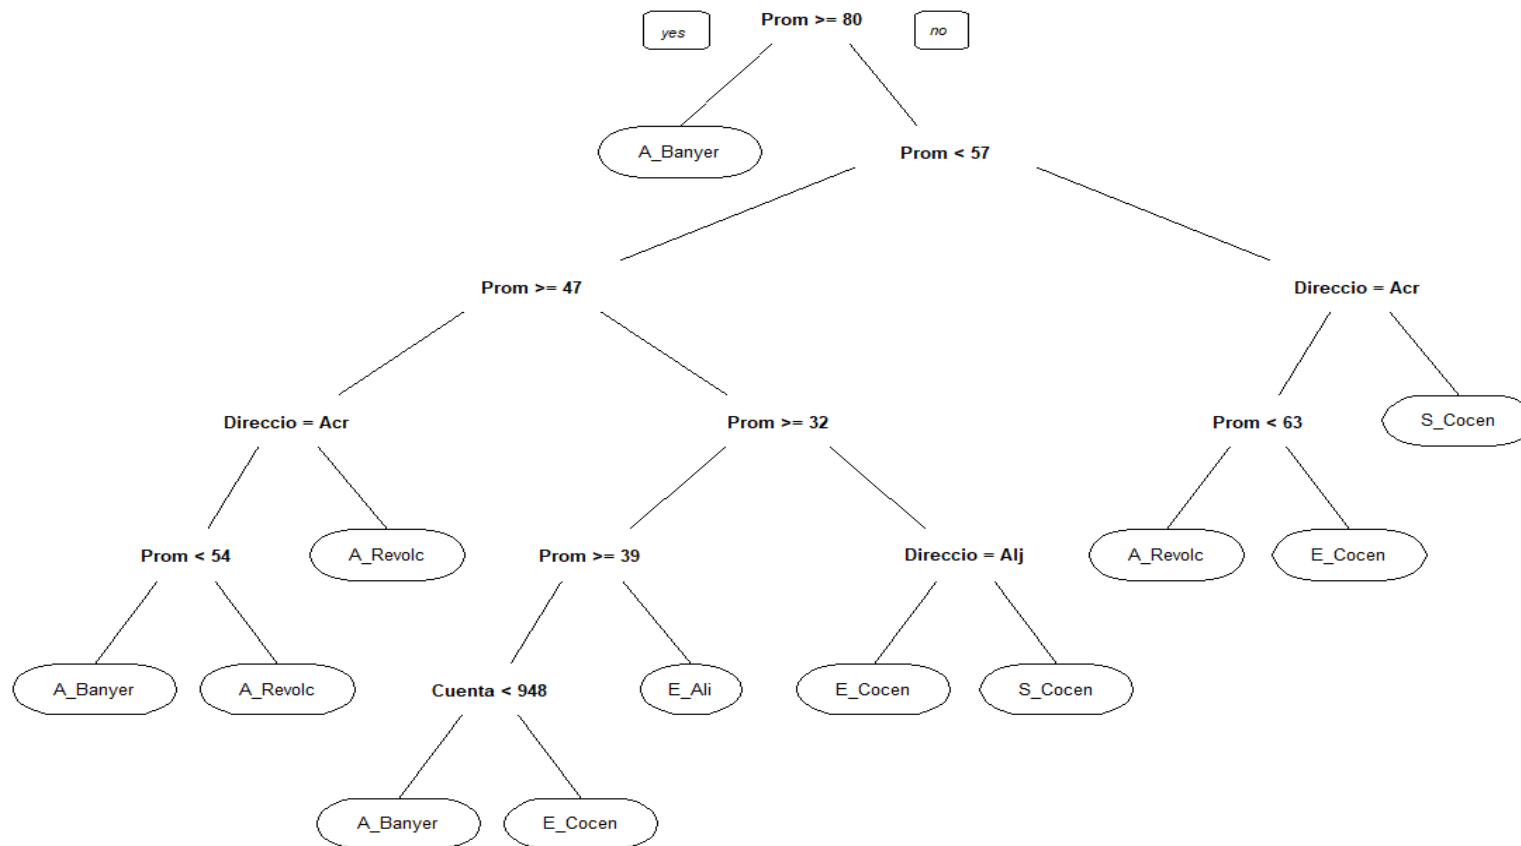 yes
Prom >= 80
no
A_Banyer
Prom < 57
Prom >= 47
Direccio = Acr
Direccio = Acr
Prom >= 32
Prom < 63
S_Cocen
Prom < 54
A_Revolc
Prom >= 39
Direccio = Alj
A_Revolc
E_Cocen
A_Banyer
A_Revolc
Cuenta < 948
E_Ali
E_Cocen
S_Cocen
A_Banyer
E_Cocen